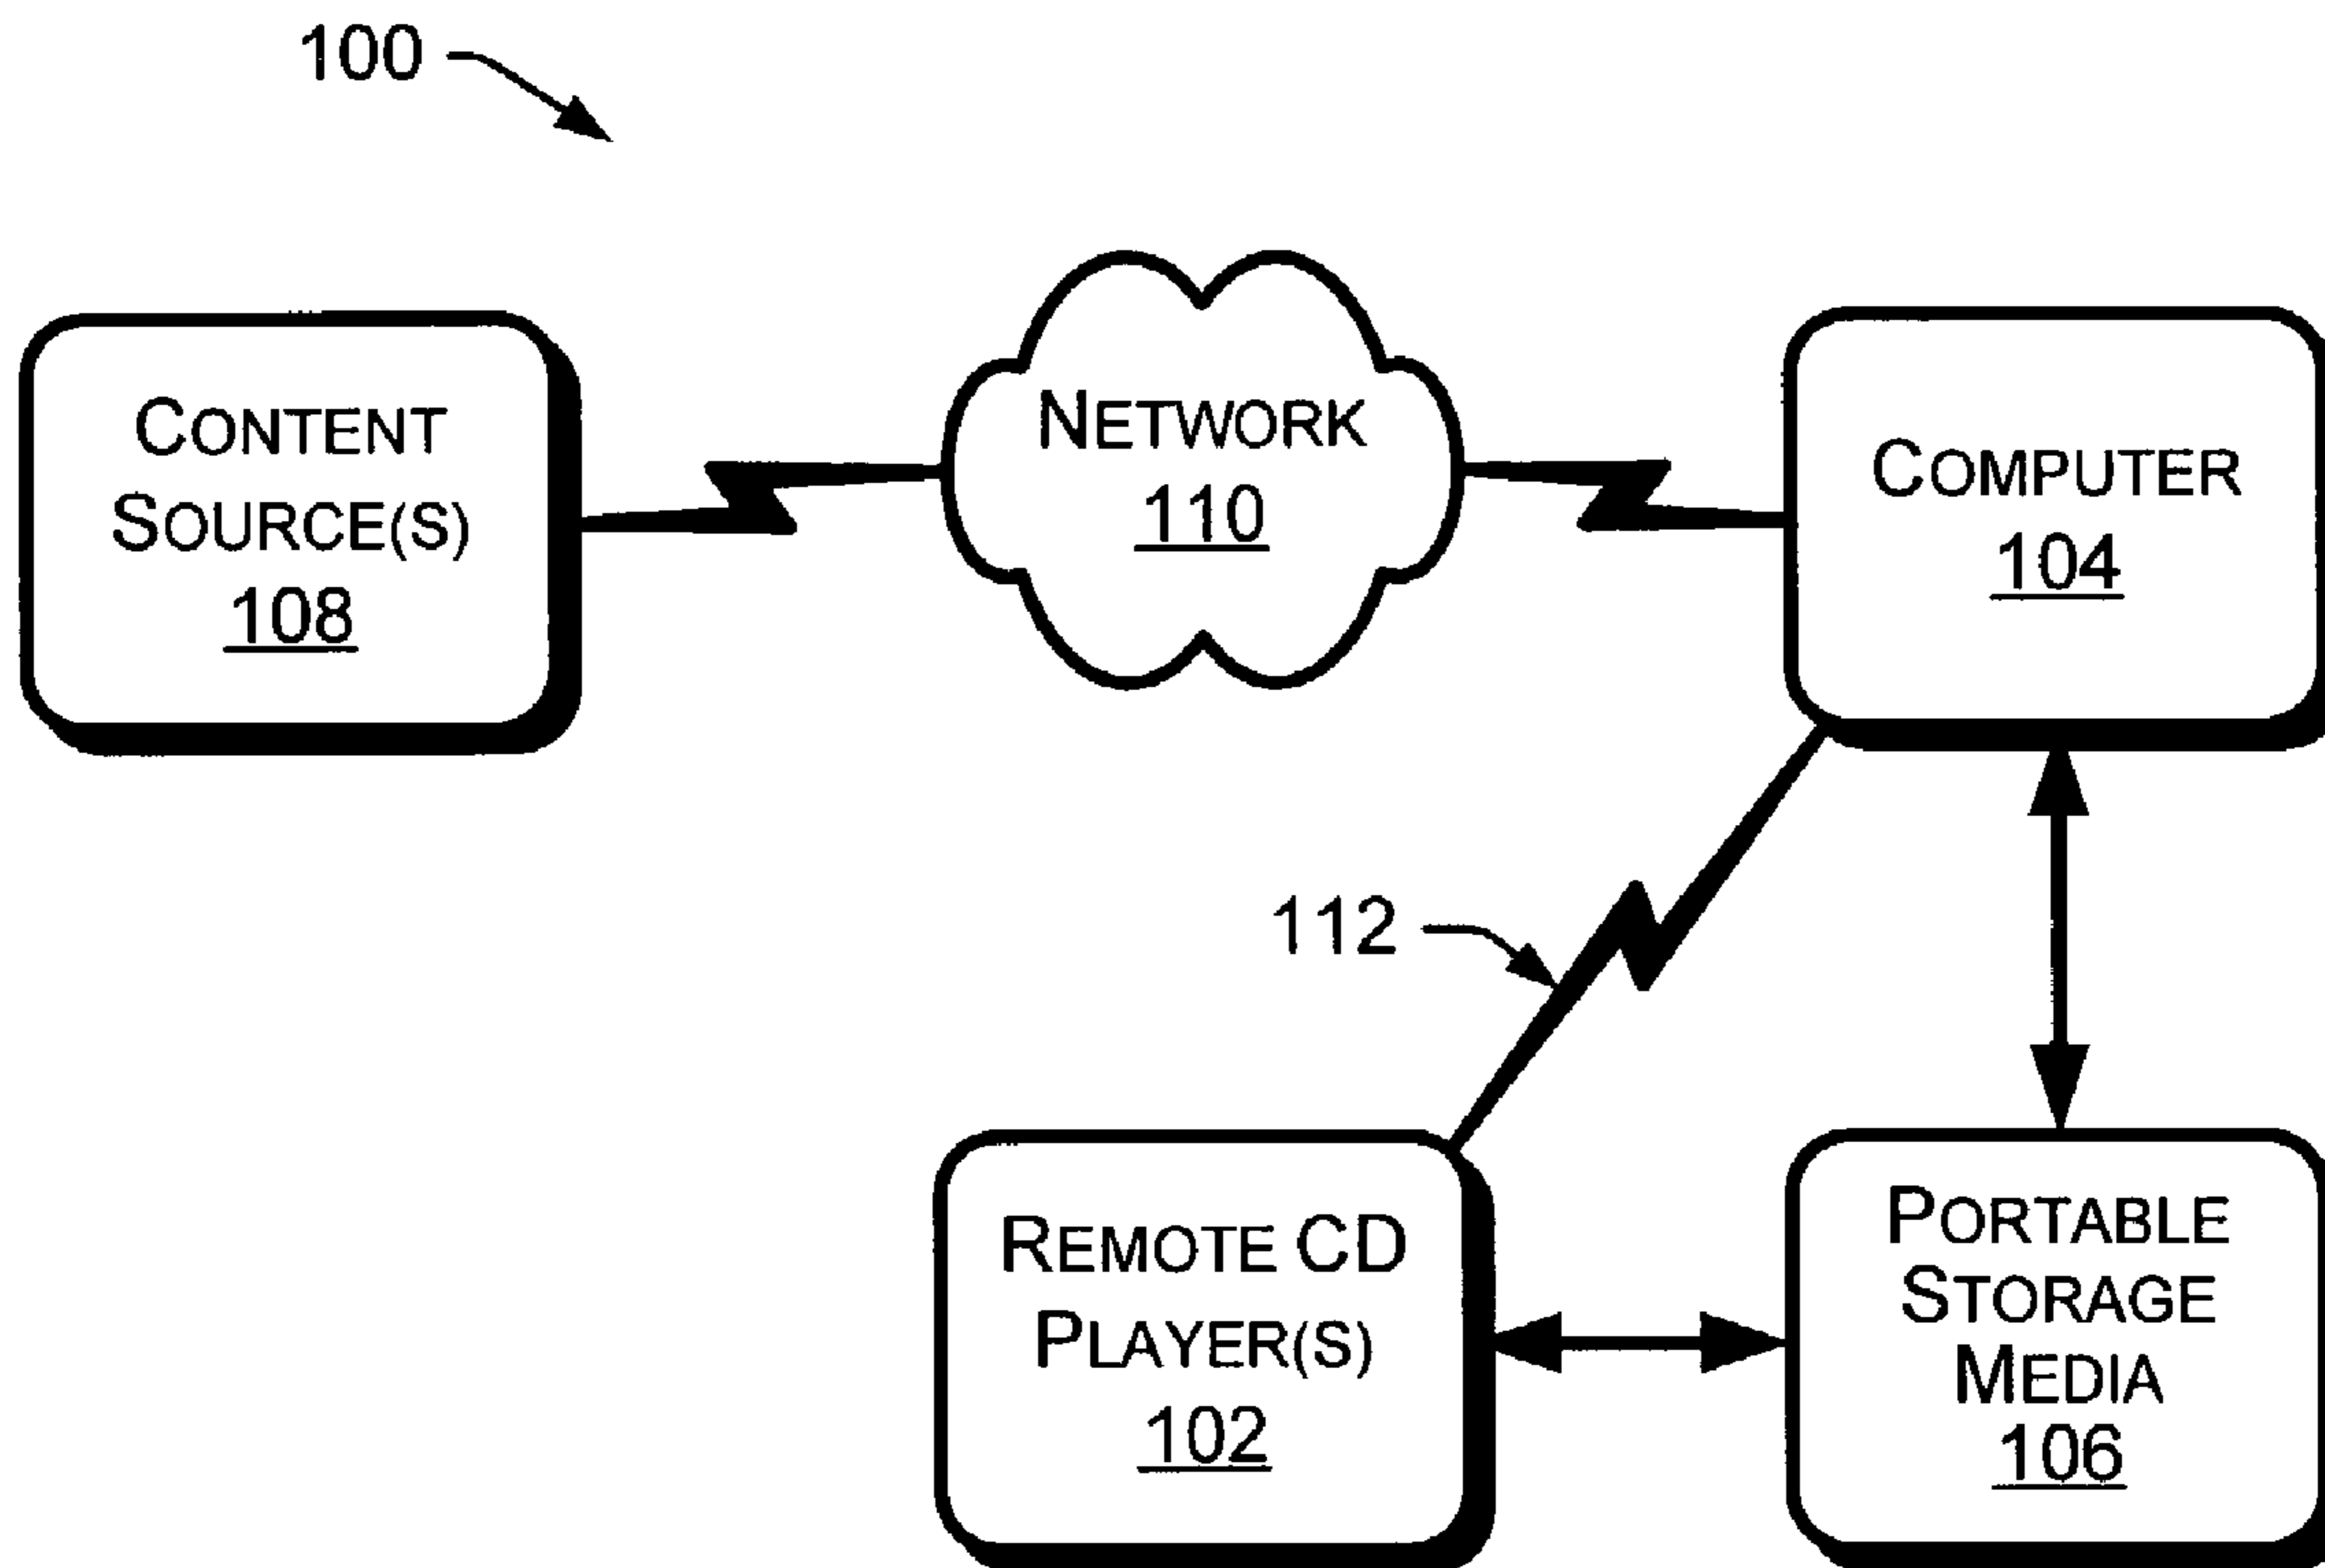 100
CONTENT
SOURCE(S)
108
NETWORK
110
COMPUTER
104
112
REMOTE CD
PLAYER(S)
102
PORTABLE
STORAGE
MEDIA
106